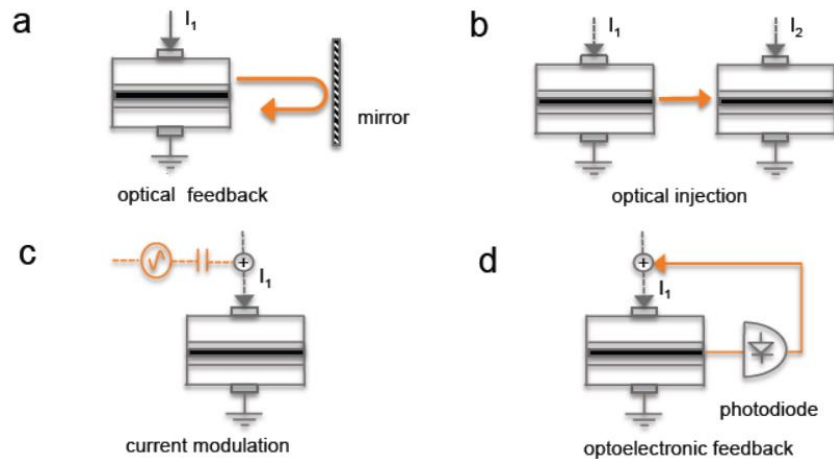 a
I₁
mirror
optical feedback
b
I₁
I₂
optical injection
c
+
I₁
current modulation
d
+
I₁
photodiode
optoelectronic feedback